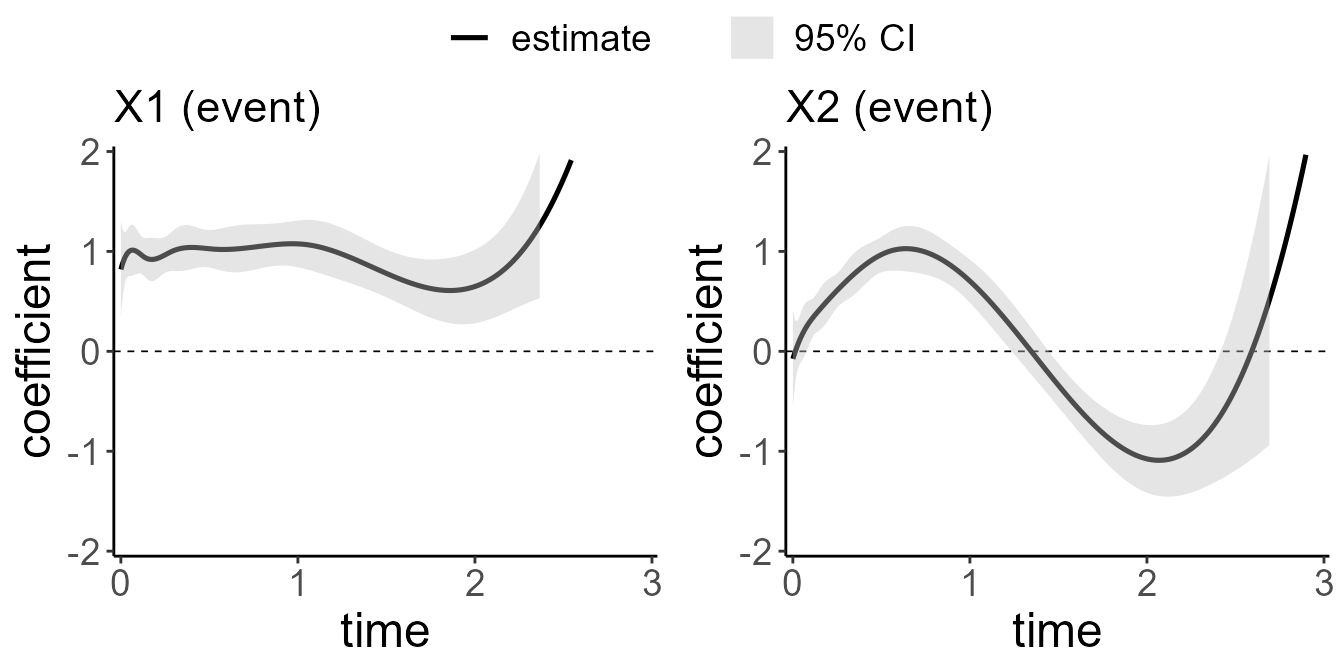 estimate 95% CI
X1 (event)
2
1
0
-1
-2
coefficient
0 1 2 3
time
X2 (event)
2
1
0
-1
-2
coefficient
0 1 2 3
time